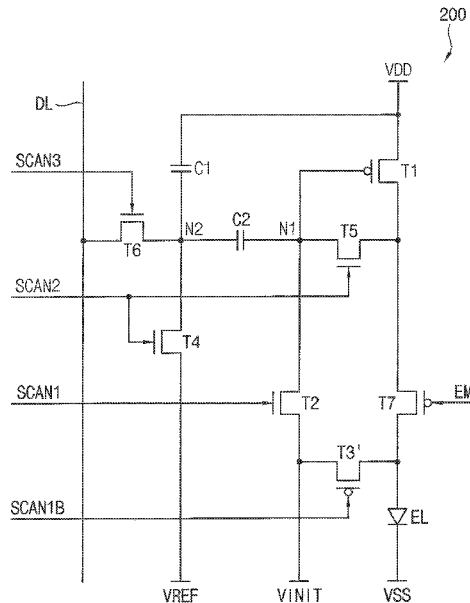 200
VDD
DL
SCAN3
C1
T1
N2
C2
N1
T5
T6
SCAN2
T4
SCAN1
T2
T7
EM
T3'
SCAN1B
EL
VREF
VINIT
VSS